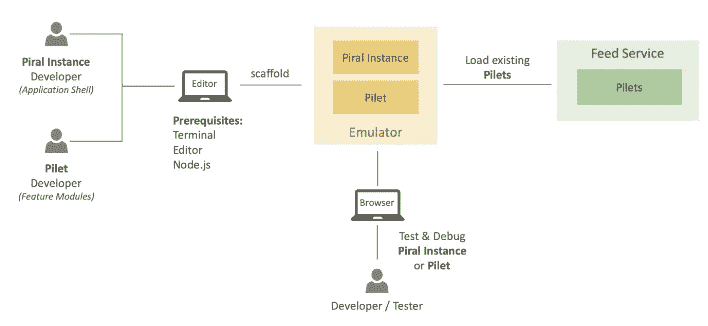 Piral Instance
Developer
(Application Shell)
Pilet
Developer
(Feature Modules)
Editor
Prerequisites:
Terminal
Editor
Node.js
scaffold
Piral Instance
Pilet
Emulator
Load existing
Pilets
Feed Service
Pilets
Browser
Test & Debug
Piral Instance
or Pilet
Developer / Tester